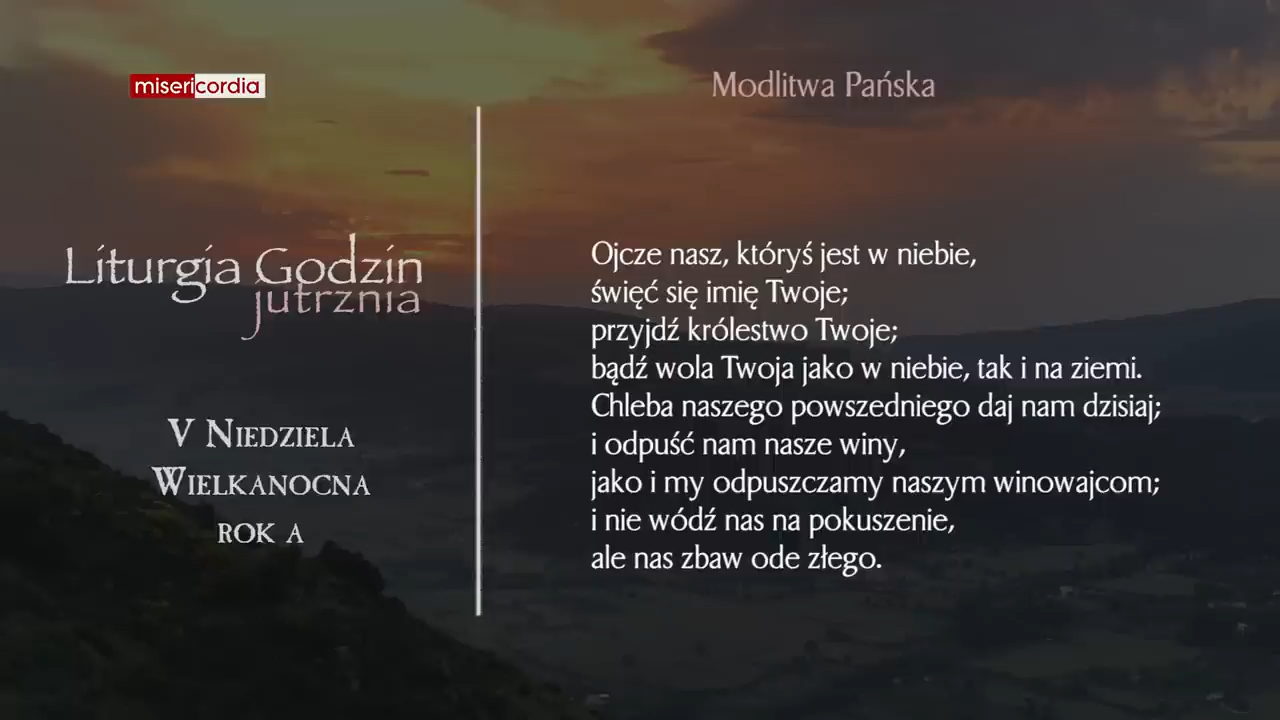 misericordia
Liturgia Godzin
jutrznia
V Niedziela
Wielkanocna
rok A
Modlitwa Pańska
Ojcze nasz, któryś jest w niebie,
święć się imię Twoje;
przyjdź królestwo Twoje;
bądź wola Twoja jako w niebie, tak i na ziemi.
Chleba naszego powszedniego daj nam dzisiaj;
i odpuść nam nasze winy,
jako i my odpuszczamy naszym winowajcom;
i nie wódź nas na pokuszenie,
ale nas zbaw ode złego.